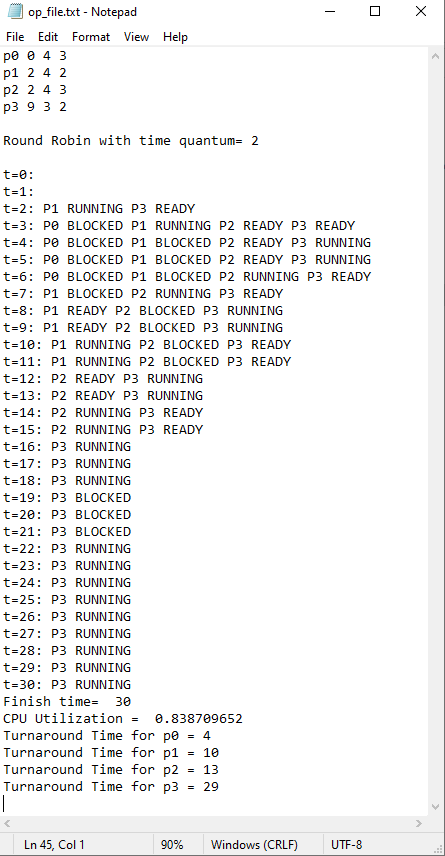 op_file.txt - Notepad
File Edit Format View Help
p0 0 4 3
p1 2 4 2
p2 2 4 3
p3 9 3 2
Round Robin with time quantum= 2
t=0:
t=1:
t=2: P1 RUNNING P3 READY
t=3: P0 BLOCKED P1 RUNNING P2 READY P3 READY
t=4: P0 BLOCKED P1 BLOCKED P2 READY P3 RUNNING
t=5: P0 BLOCKED P1 BLOCKED P2 READY P3 RUNNING
t=6: P0 BLOCKED P1 BLOCKED P2 RUNNING P3 READY
t=7: P1 BLOCKED P2 RUNNING P3 READY
t=8: P1 READY P2 BLOCKED P3 RUNNING
t=9: P1 READY P2 BLOCKED P3 RUNNING
t=10: P1 RUNNING P2 BLOCKED P3 READY
t=11: P1 RUNNING P2 BLOCKED P3 READY
t=12: P2 READY P3 RUNNING
t=13: P2 READY P3 RUNNING
t=14: P2 RUNNING P3 READY
t=15: P2 RUNNING P3 READY
t=16: P3 RUNNING
t=17: P3 RUNNING
t=18: P3 RUNNING
t=19: P3 BLOCKED
t=20: P3 BLOCKED
t=21: P3 BLOCKED
t=22: P3 RUNNING
t=23: P3 RUNNING
t=24: P3 RUNNING
t=25: P3 RUNNING
t=26: P3 RUNNING
t=27: P3 RUNNING
t=28: P3 RUNNING
t=29: P3 RUNNING
t=30: P3 RUNNING
Finish time=  30
CPU Utilization =  0.838709652
Turnaround Time for p0 = 4
Turnaround Time for p1 = 10
Turnaround Time for p2 = 13
Turnaround Time for p3 = 29
Ln 45, Col 1 90% Windows (CRLF) UTF-8